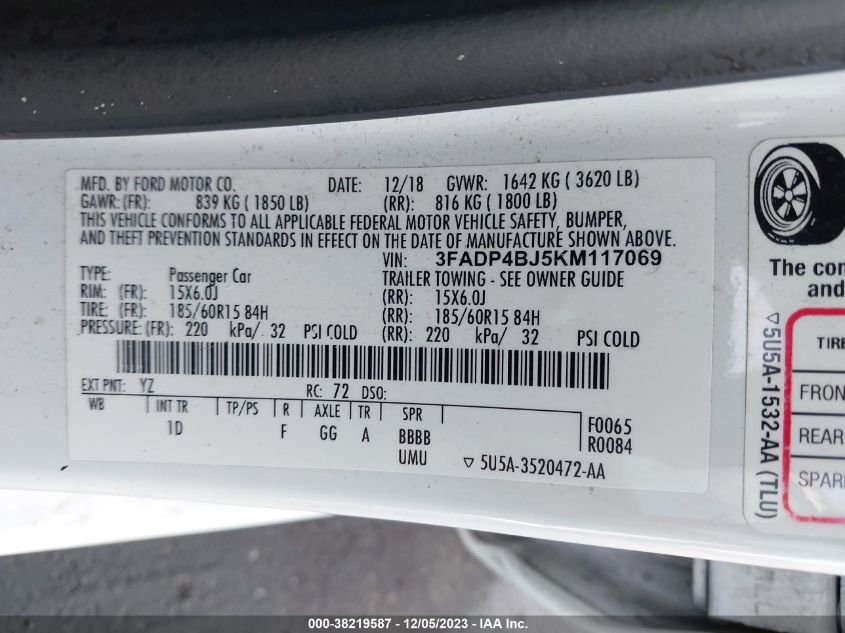 MFD. BY FORD MOTOR CO. DATE: 12/18 GVWR: 1642 KG ( 3620 LB)
GAWR: (FR): 839 KG ( 1850 LB) (RR): 816 KG ( 1800 LB)
THIS VEHICLE CONFORMS TO ALL APPLICABLE FEDERAL MOTOR VEHICLE SAFETY, BUMPER,
AND THEFT PREVENTION STANDARDS IN EFFECT ON THE DATE OF MANUFACTURE SHOWN ABOVE.
VIN: 3FADP4BJ5KM117069
TYPE: Passenger Car TRAILER TOWING - SEE OWNER GUIDE
RIM: (FR): 15X6.0J (RR): 15X6.0J
TIRE: (FR): 185/60R15 84H (RR): 185/60R15 84H
PRESSURE: (FR): 220 kPa/ 32 PSI COLD (RR): 220 kPa/ 32 PSI COLD
EXT PNT: YZ RC: 72 DSO:
WB INT TR TP/PS R AXLE TR SPR
1D F GG A BBBB
UMU
F0065
R0084
▽ 5U5A-3520472-AA
The con
and
▽ 5U5A-1532-AA (TLU)
TIRE
FRON
REAR
SPAR
000-38219587 - 12/05/2023 - IAA Inc.